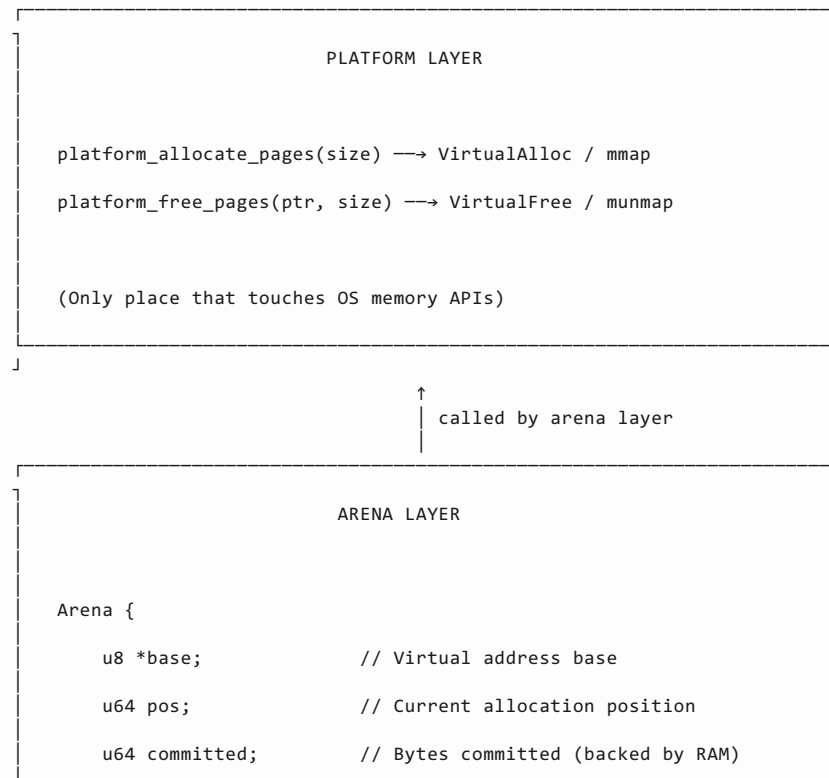 PLATFORM LAYER
platform_allocate_pages(size) ──→ VirtualAlloc / mmap
platform_free_pages(ptr, size) ──→ VirtualFree / munmap
(Only place that touches OS memory APIs)
↑
│ called by arena layer
ARENA LAYER
Arena {
u8 *base; // Virtual address base
u64 pos; // Current allocation position
u64 committed; // Bytes committed (backed by RAM)